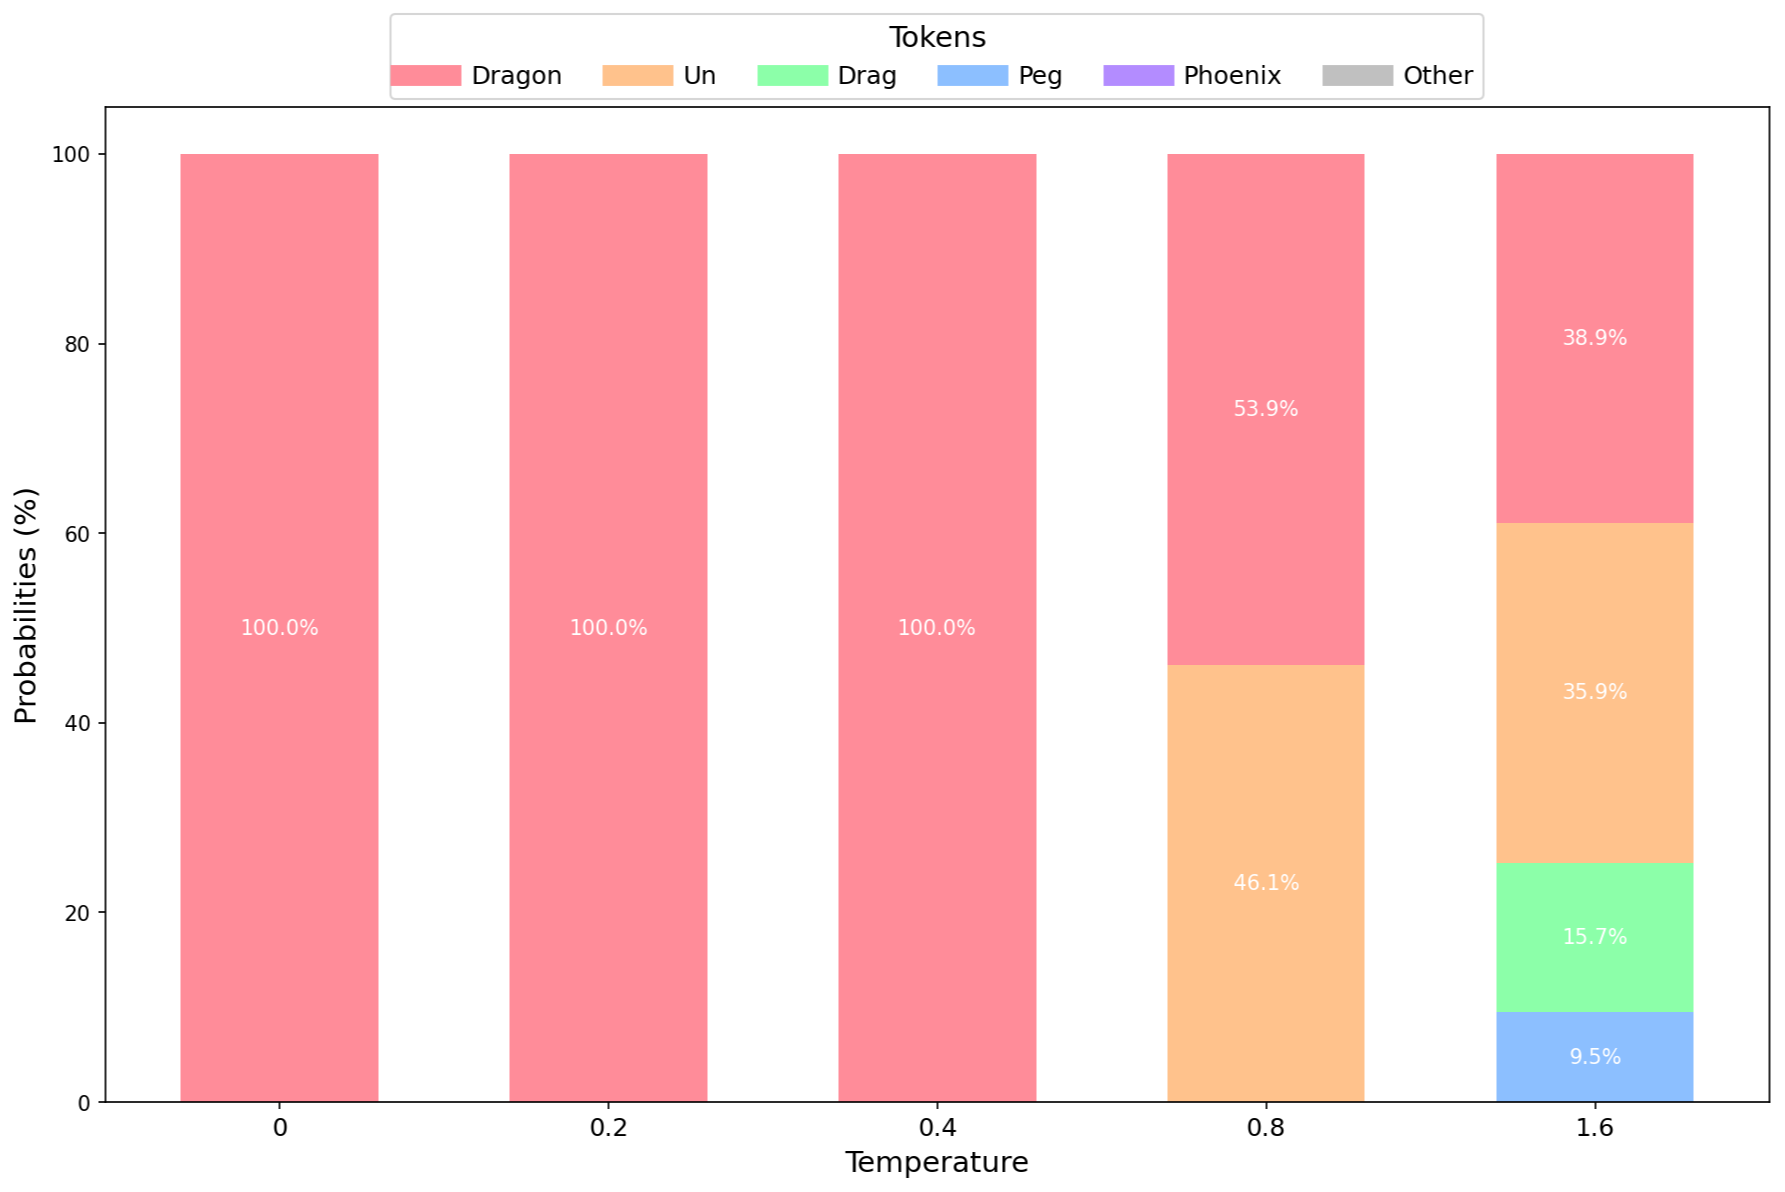 Tokens
Dragon Un Drag Peg Phoenix Other
100
80
60
40
20
0
Probabilities (%)
100.0% 100.0% 100.0% 53.9% 46.1% 38.9% 35.9% 15.7% 9.5%
0 0.2 0.4 0.8 1.6
Temperature